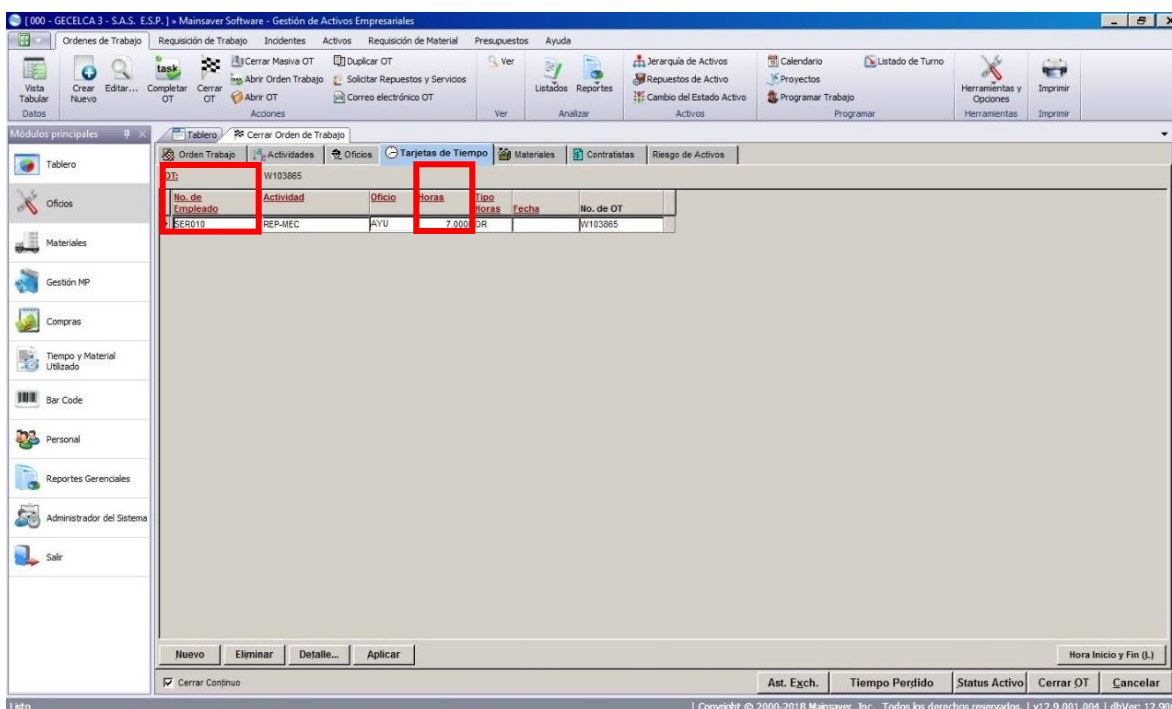 [ 000 - GECELCA 3 - S.A.S. E.S.P. ] » Mainsaver Software - Gestión de Activos Empresariales
Ordenes de Trabajo Requisición de Trabajo Incidentes Activos Requisición de Material Presupuestos Ayuda
Vista Tabular
Datos
Crear Nuevo
Editar...
task
Completar OT
Cerrar OT
Cerrar Masiva OT
Abrir Orden Trabajo
Abrir OT
Duplicar OT
Solicitar Repuestos y Servicios
Correo electrónico OT
Acciones
Ver
Ver
Listados
Reportes
Analizar
Jerarquía de Activos
Repuestos de Activo
Cambio del Estado Activo
Activos
Calendario
Proyectos
Programar Trabajo
Listado de Turno
Programar
Herramientas y Opciones
Herramientas
Imprimir
Imprimir
Módulos principales
Tablero
Oficios
Materiales
Gestión MP
Compras
Tiempo y Material Utilizado
Bar Code
Personal
Reportes Gerenciales
Administrador del Sistema
Salir
Tablero Cerrar Orden de Trabajo
Orden Trabajo Actividades Oficios Tarjetas de Tiempo Materiales Contratistas Riesgo de Activos
OT: W103865
No. de Empleado Actividad Oficio Horas Tipo Horas Fecha No. de OT
SER010 REP-MEC AYU 7.000 OR W103865
Nuevo Eliminar Detalle... Aplicar Hora Inicio y Fin (L)
Cerrar Continuo Ast. Exch. Tiempo Perdido Status Activo Cerrar OT Cancelar
Listo | Copyright © 2000-2018 Mainsaver, Inc. Todos los derechos reservados. | v12.9.001.004 | dbVer: 12.90